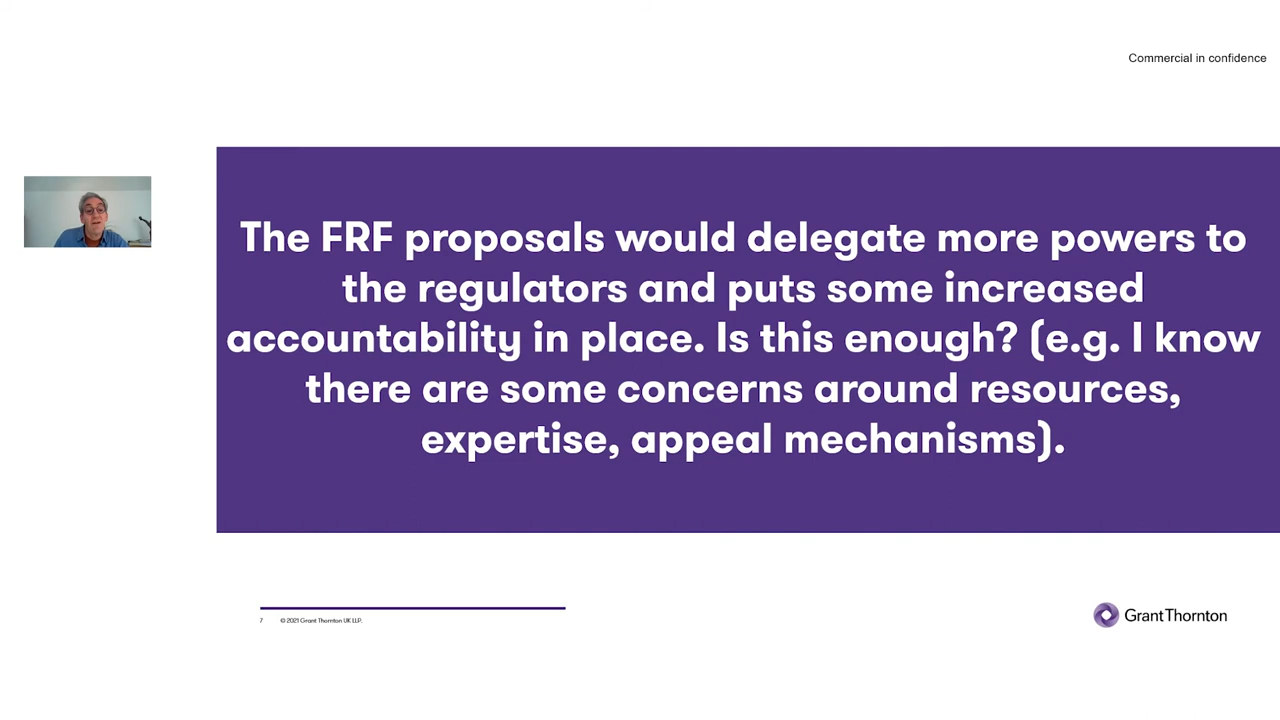 Commercial in confidence
The FRF proposals would delegate more powers to
the regulators and puts some increased
accountability in place. Is this enough? (e.g. I know
there are some concerns around resources,
expertise, appeal mechanisms).
7 © 2021 Grant Thornton UK LLP.
Grant Thornton